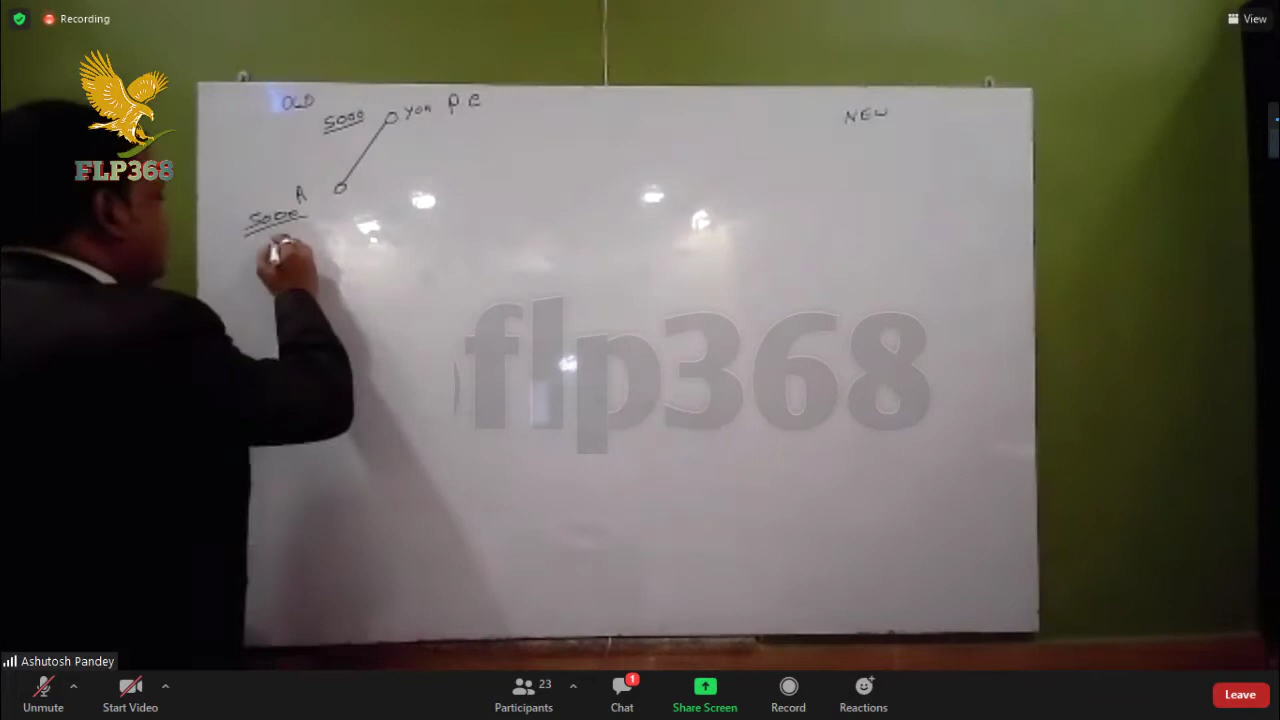 Recording
View
FLP368
OLD
5000 YOU P.C
NEW
A
5000
flp368
Ashutosh Pandey
Unmute
Start Video
23
Participants
1
Chat
Share Screen
Record
Reactions
Leave